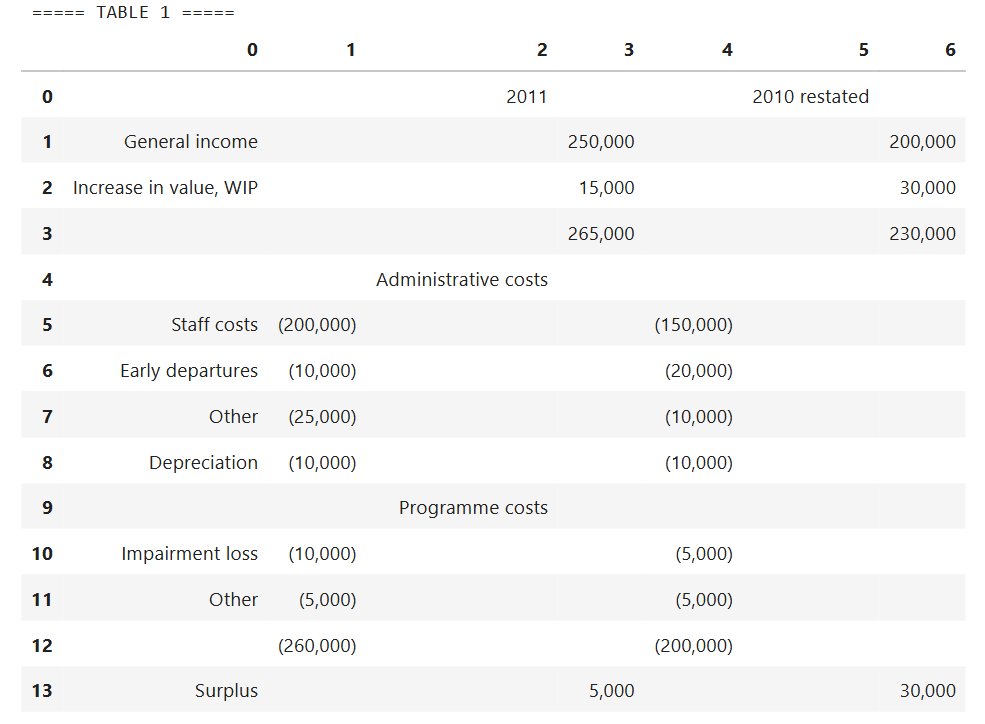 ===== TABLE 1 =====
0 1 2 3 4 5 6
0 2011 2010 restated
1 General income 250,000 200,000
2 Increase in value, WIP 15,000 30,000
3 265,000 230,000
4 Administrative costs
5 Staff costs (200,000) (150,000)
6 Early departures (10,000) (20,000)
7 Other (25,000) (10,000)
8 Depreciation (10,000) (10,000)
9 Programme costs
10 Impairment loss (10,000) (5,000)
11 Other (5,000) (5,000)
12 (260,000) (200,000)
13 Surplus 5,000 30,000